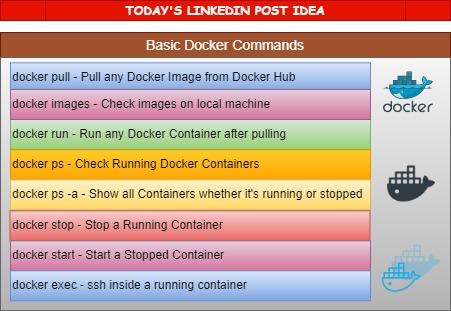 TODAY'S LINKEDIN POST IDEA
Basic Docker Commands
docker pull - Pull any Docker Image from Docker Hub
docker images - Check images on local machine
docker run - Run any Docker Container after pulling
docker ps - Check Running Docker Containers
docker ps -a - Show all Containers whether it's running or stopped
docker stop - Stop a Running Container
docker start - Start a Stopped Container
docker exec - ssh inside a running container
docker